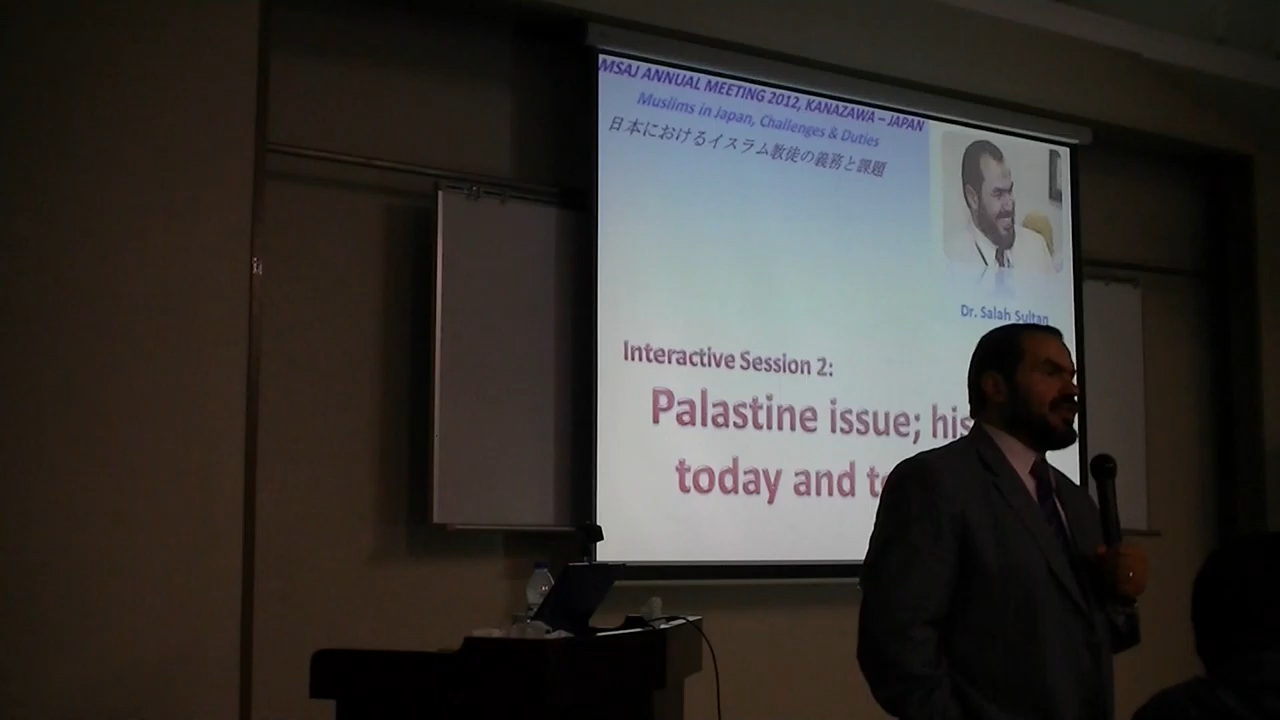 MSAJ ANNUAL MEETING 2012, KANAZAWA – JAPAN
Muslims in Japan, Challenges & Duties
日本におけるイスラム教徒の義務と課題
Dr. Salah Sultan
Interactive Session 2:
Palastine issue;
today and